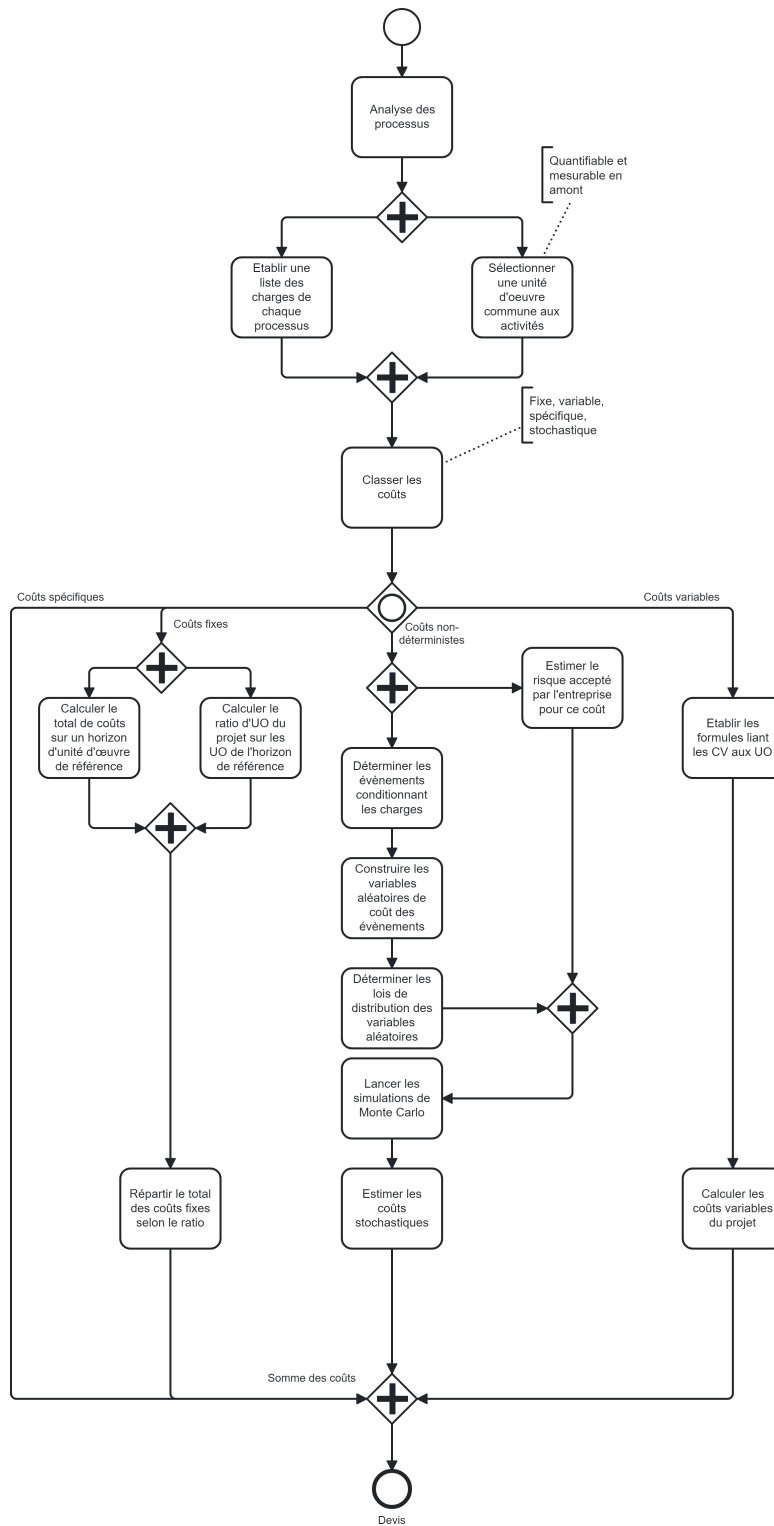 Analyse des
processus
Quantifiable et
mesurable en
amont
Etablir une
liste des
charges de
chaque
processus
Sélectionner
une unité
d'oeuvre
commune aux
activités
Fixe, variable,
spécifique,
stochastique
Classer les
coûts
Coûts spécifiques
Coûts fixes
Coûts non-
déterministes
Coûts variables
Estimer le
risque accepté
par l'entreprise
pour ce coût
Calculer le
total de coûts
sur un horizon
d'unité d'œuvre
de référence
Calculer le
ratio d'UO du
projet sur les
UO de l'horizon
de référence
Etablir les
formules liant
les CV aux UO
Déterminer les
évènements
conditionnant
les charges
Construire les
variables
aléatoires de
coût des
évènements
Déterminer les
lois de
distribution des
variables
aléatoires
Lancer les
simulations de
Monte Carlo
Répartir le total
des coûts fixes
selon le ratio
Estimer les
coûts
stochastiques
Calculer les
coûts variables
du projet
Somme des coûts
Devis